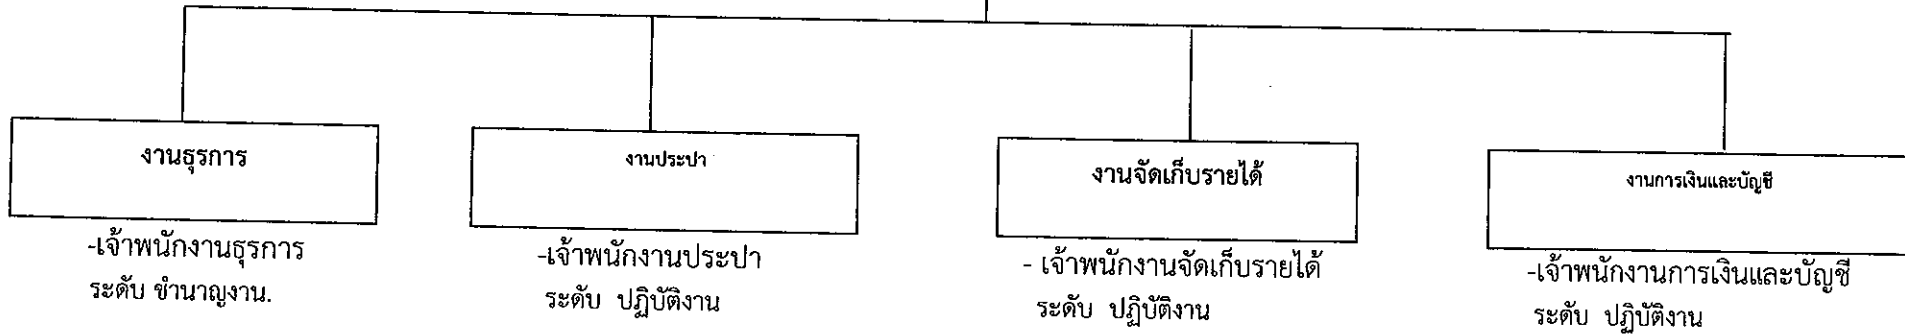 งานธุรการ
-เจ้าพนักงานธุรการ
ระดับ ชำนาญงาน.
งานประปา
-เจ้าพนักงานประปา
ระดับ ปฏิบัติงาน
งานจัดเก็บรายได้
- เจ้าพนักงานจัดเก็บรายได้
ระดับ ปฏิบัติงาน
งานการเงินและบัญชี
-เจ้าพนักงานการเงินและบัญชี
ระดับ ปฏิบัติงาน